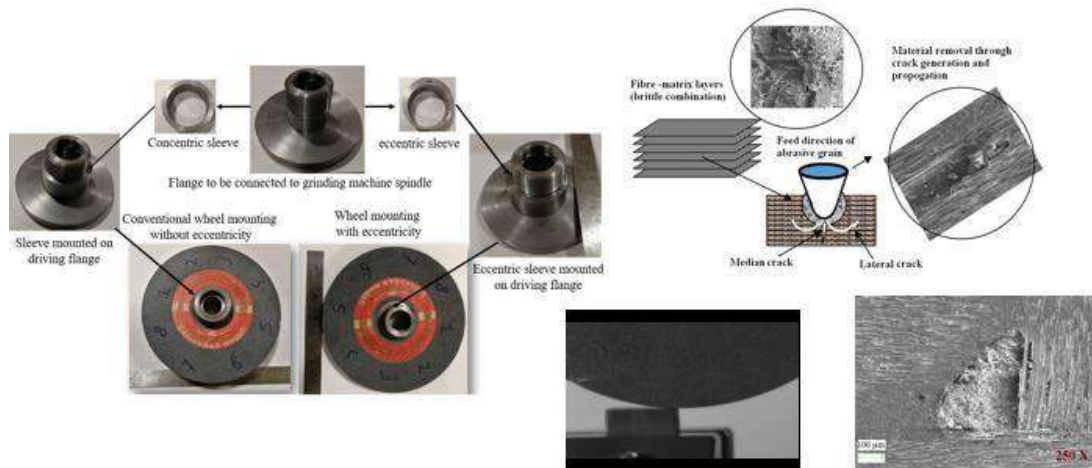 Concentric sleeve
eccentric sleeve
Flange to be connected to grinding machine spindle
Sleeve mounted on
driving flange
Conventional wheel mounting
without eccentricity
Wheel mounting
with eccentricity
Eccentric sleeve mounted
on driving flange
Fibre -matrix layers
(brittle combination)
Material removal through
crack generation and
propogation
Feed direction of
abrasive grain
Median crack
Lateral crack
100 µm
250 X